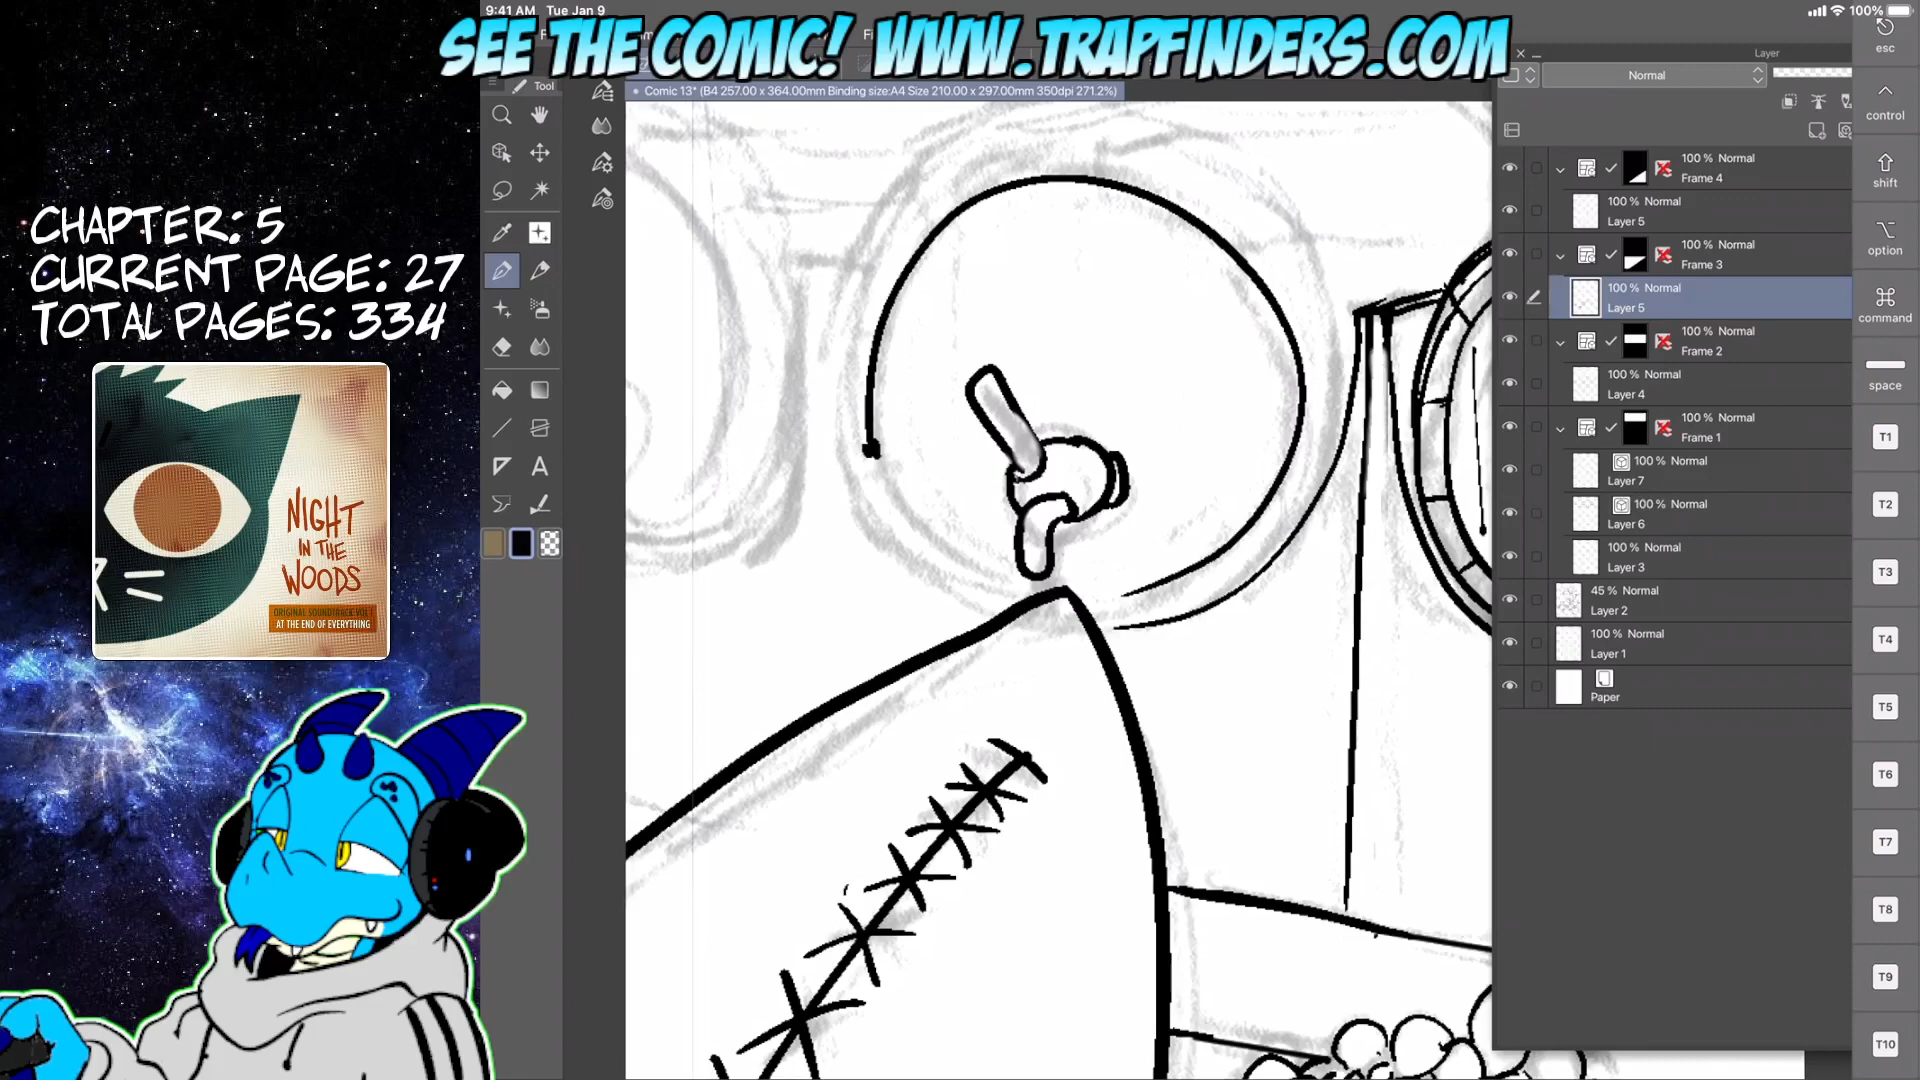 9:41 AM Tue Jan 9
100%
SEE THE COMIC! WWW.TRAPFINDERS.COM
Tool
Comic 13* (B4 257.00 x 364.00mm Binding size:A4 Size 210.00 x 297.00mm 350dpi 271.2%)
Layer
Normal
CHAPTER: 5
CURRENT PAGE: 27
TOTAL PAGES: 334
NIGHT
IN THE
WOODS
ORIGINAL SOUNDTRACK VOL
AT THE END OF EVERYTHING
A
100 % Normal
Frame 4
100 % Normal
Layer 5
100 % Normal
Frame 3
100 % Normal
Layer 5
100 % Normal
Frame 2
100 % Normal
Layer 4
100 % Normal
Frame 1
100 % Normal
Layer 7
100 % Normal
Layer 6
100 % Normal
Layer 3
45 % Normal
Layer 2
100 % Normal
Layer 1
Paper
esc
control
shift
option
command
space
T1
T2
T3
T4
T5
T6
T7
T8
T9
T10